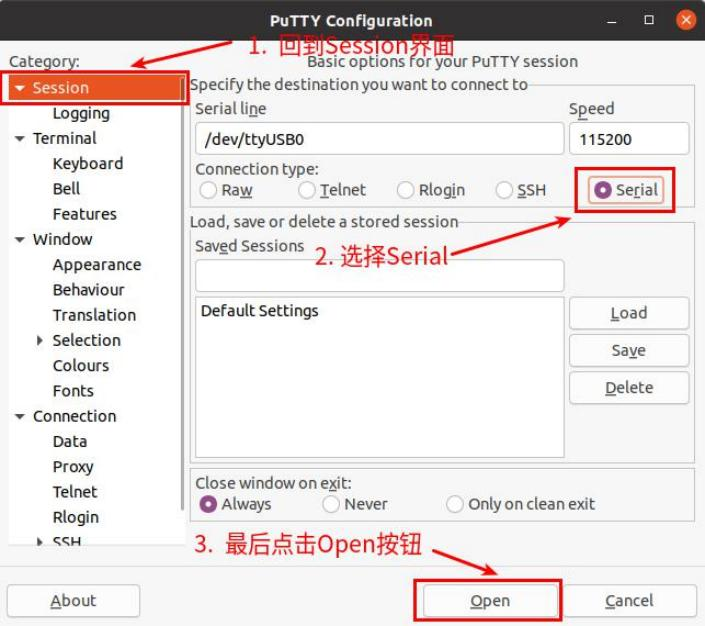 PuTTY Configuration
1. 回到Session界面
Category:
Basic options for your PuTTY session
Session
Logging
Terminal
Keyboard
Bell
Features
Window
Appearance
Behaviour
Translation
Selection
Colours
Fonts
Connection
Data
Proxy
Telnet
Rlogin
SSH
Specify the destination you want to connect to
Serial line
Speed
/dev/ttyUSB0
115200
Connection type:
Raw
Telnet
Rlogin
SSH
Serial
Load, save or delete a stored session
Saved Sessions
2. 选择Serial
Default Settings
Load
Save
Delete
Close window on exit:
Always
Never
Only on clean exit
3. 最后点击Open按钮
About
Open
Cancel